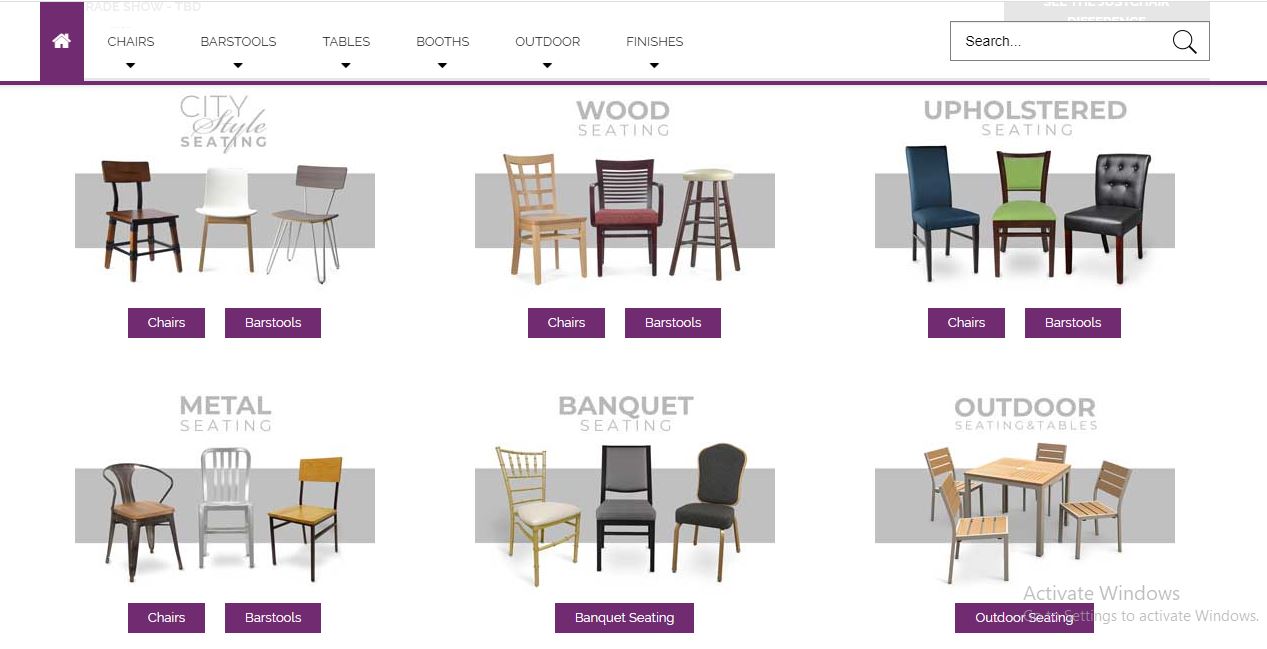 TRADE SHOW - TBD
SEE THE JUSTCHAIR
DIFFERENCE
CHAIRS
BARSTOOLS
TABLES
BOOTHS
OUTDOOR
FINISHES
Search...
CITY
Style
SEATING
WOOD
SEATING
UPHOLSTERED
SEATING
Chairs
Barstools
Chairs
Barstools
Chairs
Barstools
METAL
SEATING
BANQUET
SEATING
OUTDOOR
SEATING&TABLES
Chairs
Barstools
Banquet Seating
Outdoor Seating
Activate Windows
Go to Settings to activate Windows.